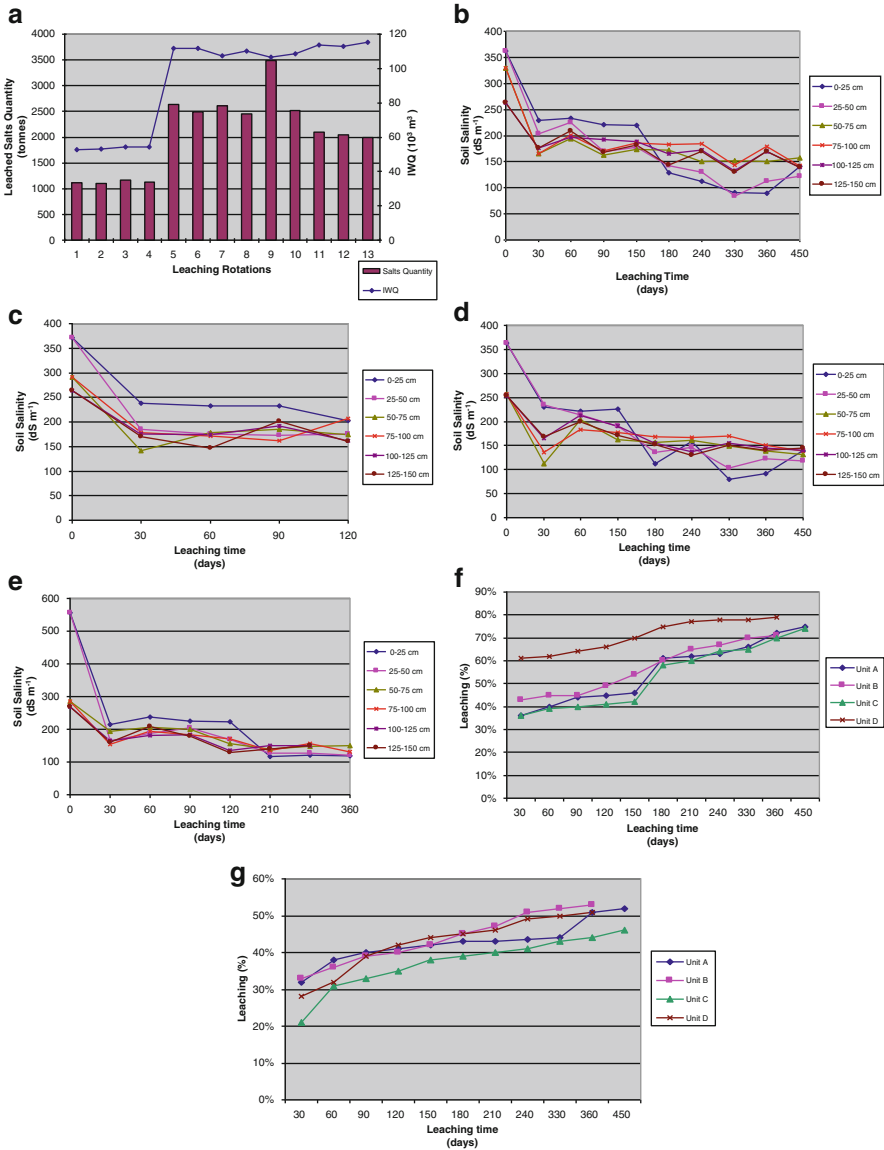 a
4000
3500
3000
2500
2000
1500
1000
500
0
Leached Salts Quantity
(tonnes)
120
100
80
60
40
20
0
IWQ (10³ m³)
1 2 3 4 5 6 7 8 9 10 11 12 13
Leaching Rotations
Salts Quantity
IWQ
b
400
350
300
250
200
150
100
50
0
Soil Salinity
(dS m⁻¹)
0 30 60 90 150 180 240 330 360 450
Leaching Time
(days)
0-25 cm
25-50 cm
50-75 cm
75-100 cm
100-125 cm
125-150 cm
c
400
350
300
250
200
150
100
50
0
Soil Salinity
(dS m⁻¹)
0 30 60 90 120
Leaching time
(days)
0-25 cm
25-50 cm
50-75 cm
75-100 cm
100-125 cm
125-150 cm
d
400
350
300
250
200
150
100
50
0
Soil Salinity
(dS m⁻¹)
0 30 60 150 180 240 330 360 450
Leaching time
(days)
0-25 cm
25-50 cm
50-75 cm
75-100 cm
100-125 cm
125-150 cm
e
600
500
400
300
200
100
0
Soil Salinity
(dS m⁻¹)
0 30 60 90 120 210 240 360
Leaching time
(days)
0-25 cm
25-50 cm
50-75 cm
75-100 cm
100-125 cm
125-150 cm
f
90%
80%
70%
60%
50%
40%
30%
20%
10%
0%
Leaching (%)
30 60 90 120 150 180 210 240 330 360 450
Leaching time
(days)
Unit A
Unit B
Unit C
Unit D
g
60%
50%
40%
30%
20%
10%
0%
Leaching (%)
30 60 90 120 150 180 210 240 330 360 450
Leaching time
(days)
Unit A
Unit B
Unit C
Unit D